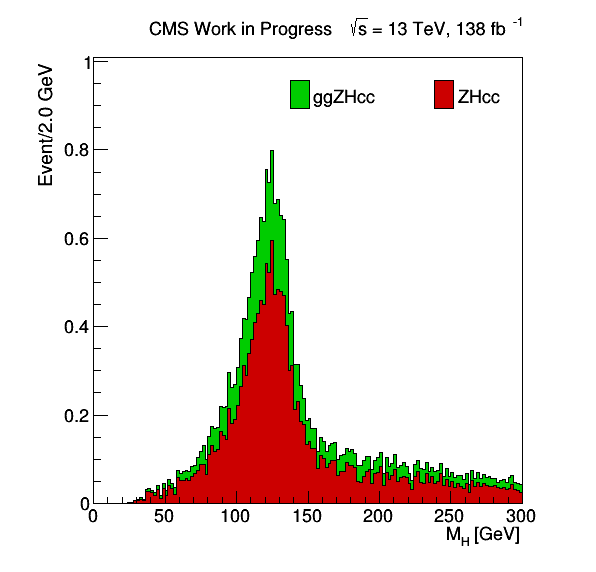 CMS Work in Progress √s = 13 TeV, 138 fb -1
Event/2.0 GeV
ggZHcc ZHcc
1
0.8
0.6
0.4
0.2
0
0 50 100 150 200 250 300
M_H [GeV]